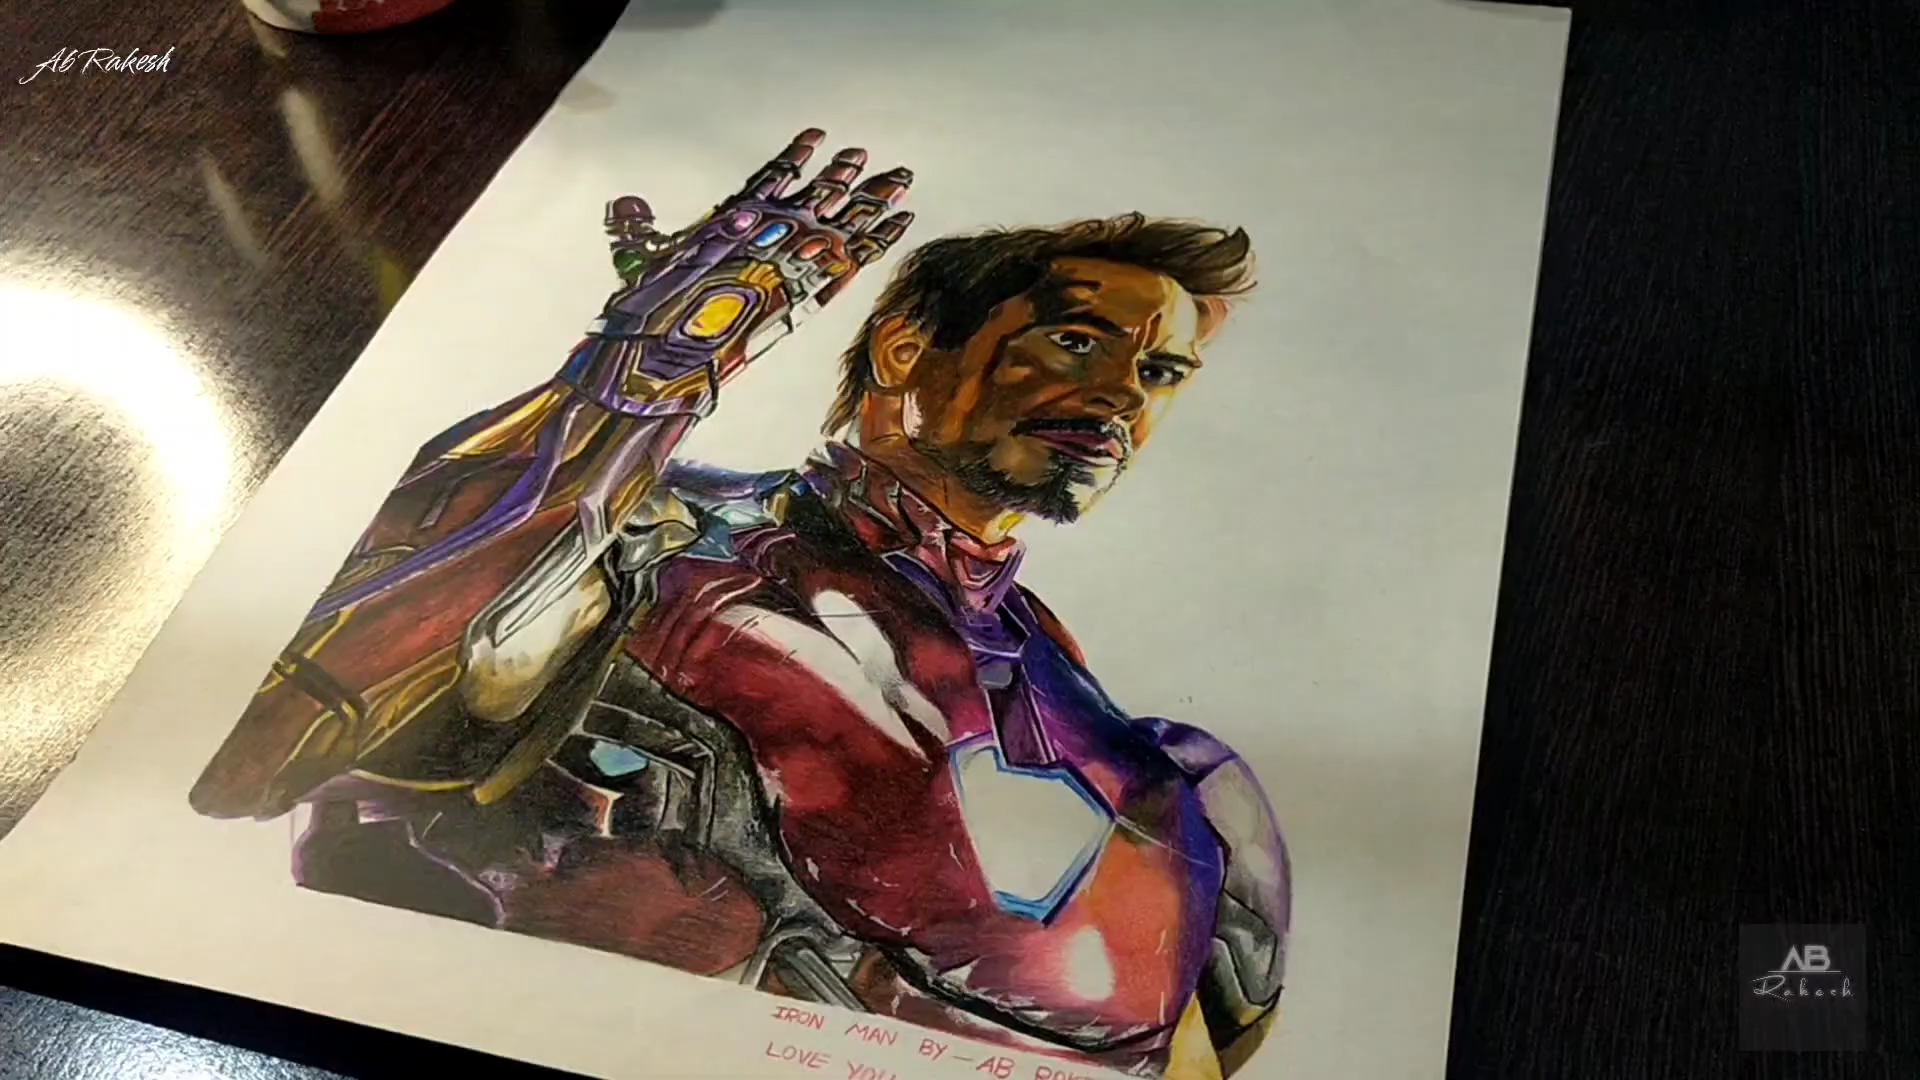 Ab Rakesh
IRON MAN BY - AB
LOVE YOU
AB
Rakesh